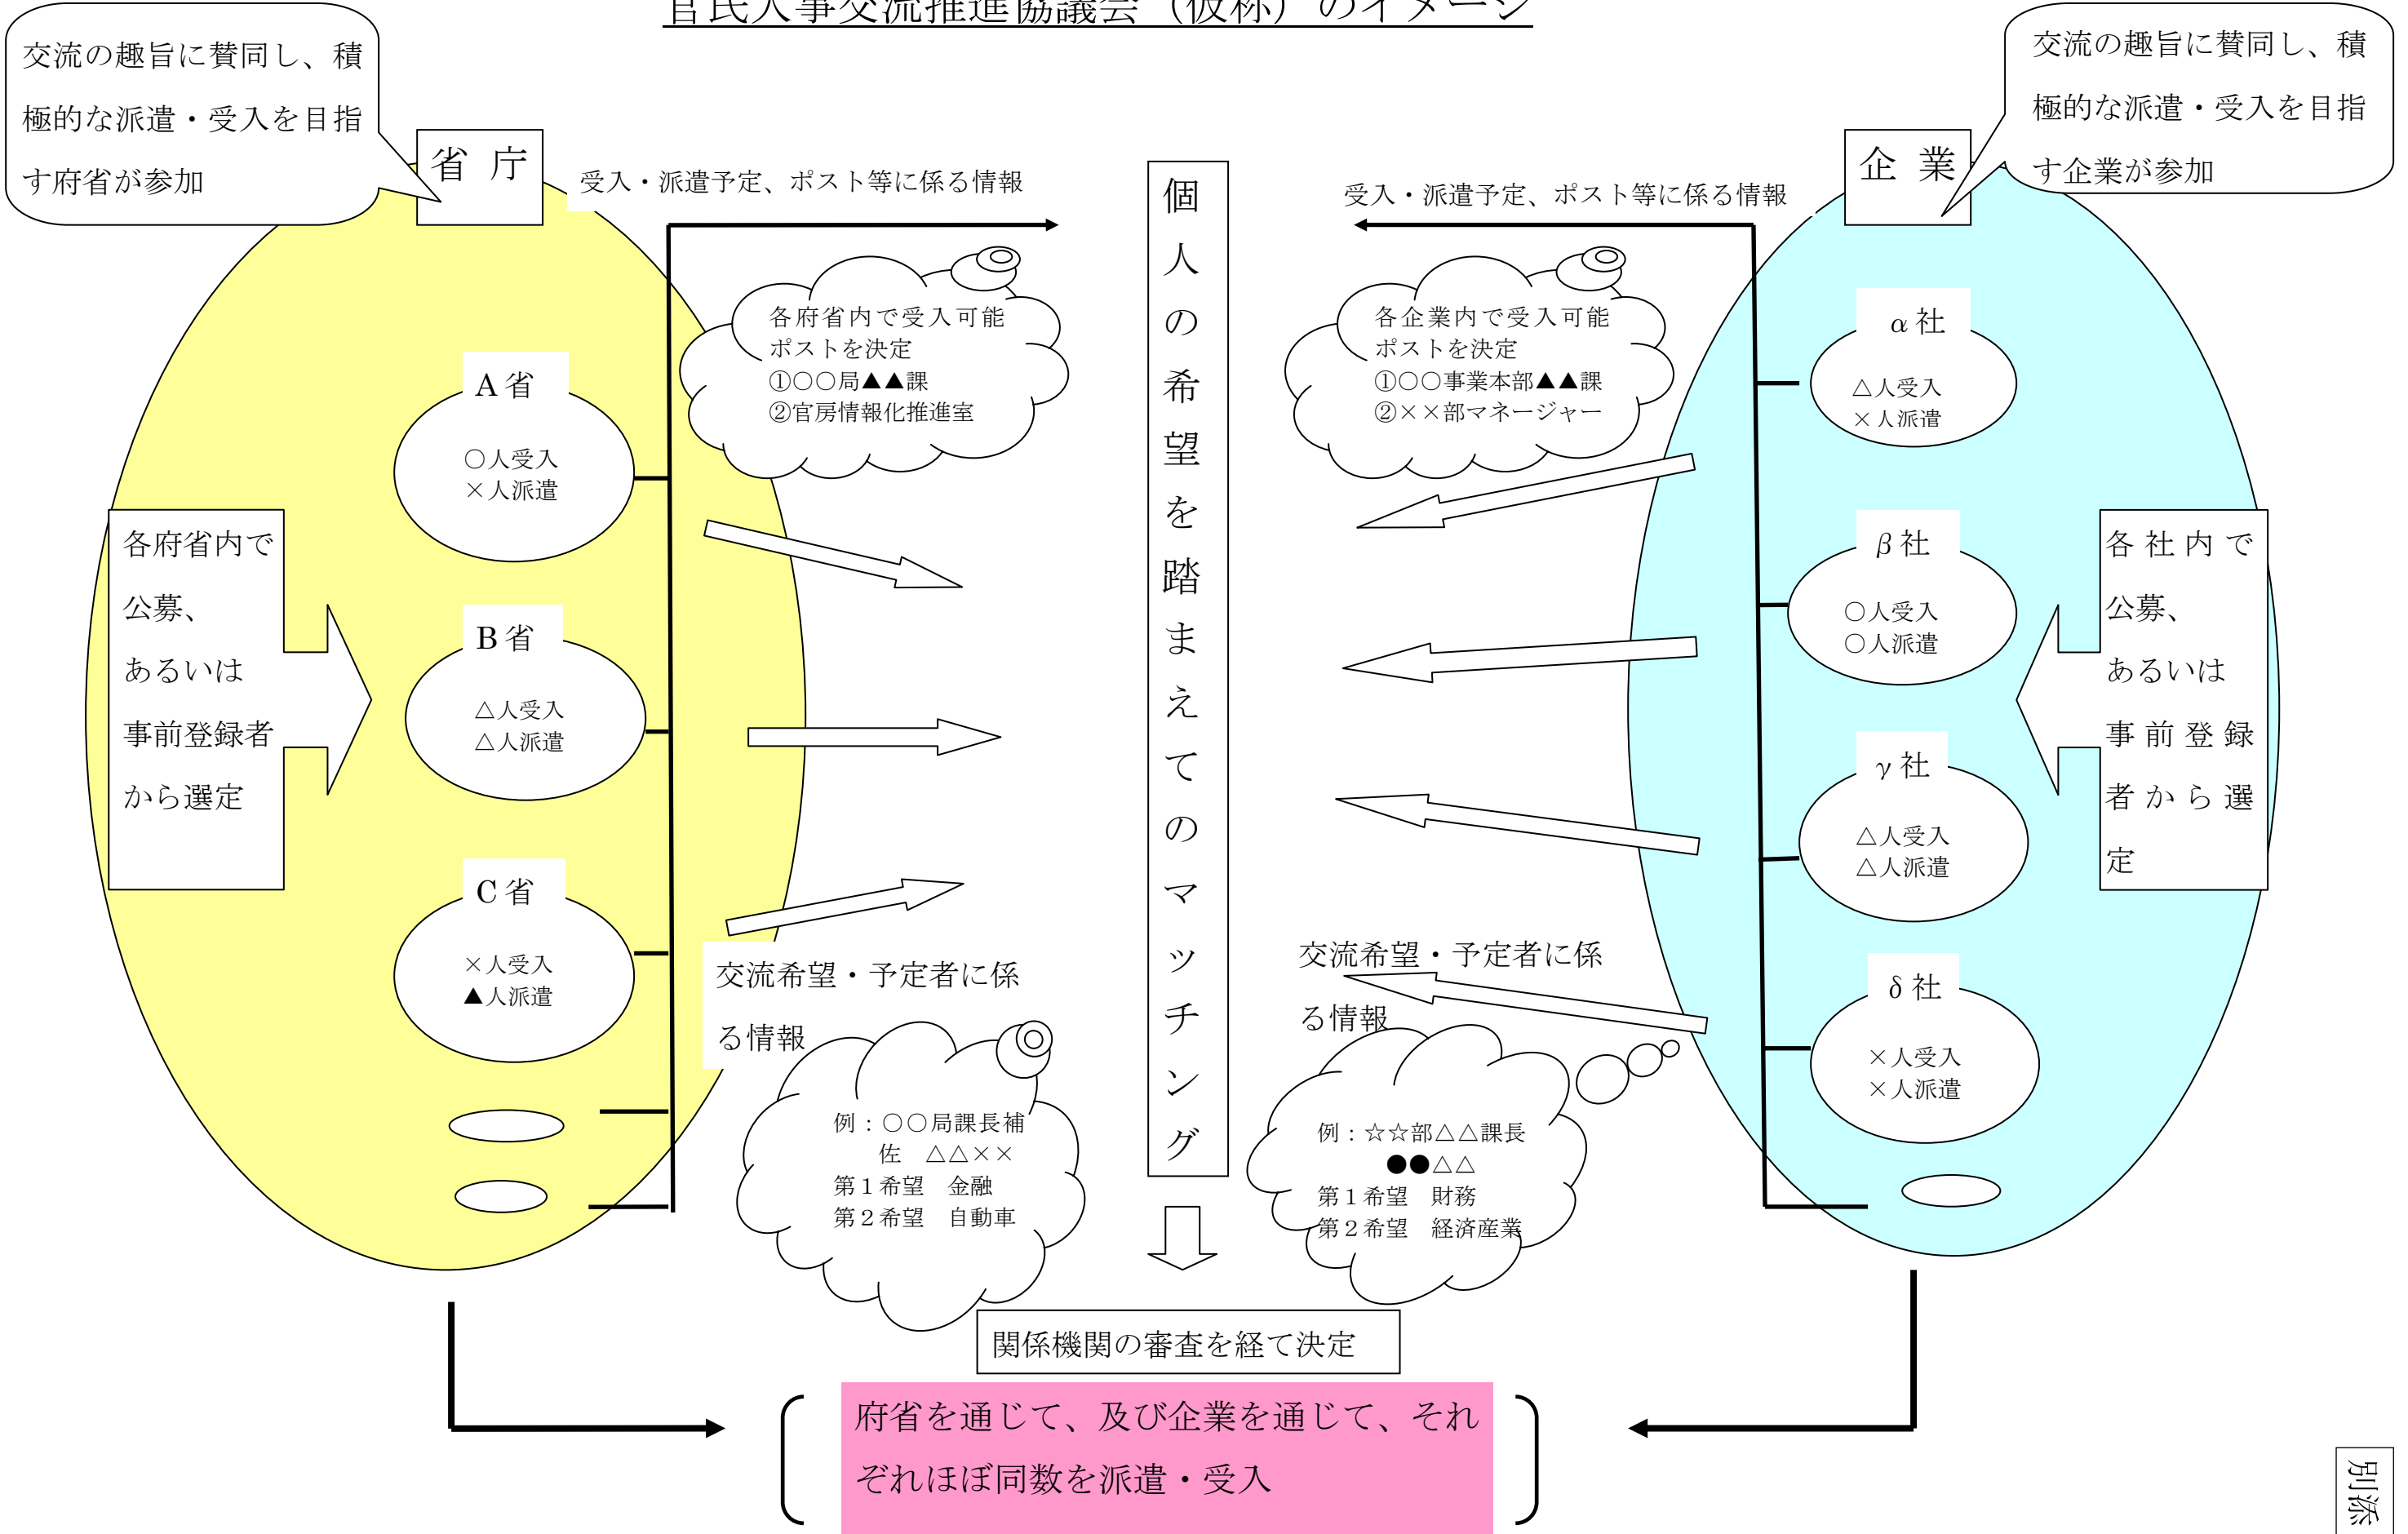 官民人事交流推進協議会（仮称）のイメージ
交流の趣旨に賛同し、積
極的な派遣・受入を目指
す府省が参加
交流の趣旨に賛同し、積
極的な派遣・受入を目指
す企業が参加
省 庁
企 業
受入・派遣予定、ポスト等に係る情報
受入・派遣予定、ポスト等に係る情報
個人の希望を踏まえてのマッチング
各府省内で受入可能
ポストを決定
①○○局▲▲課
②官房情報化推進室
各企業内で受入可能
ポストを決定
①○○事業本部▲▲課
②××部マネージャー
A省
○人受入
×人派遣
B省
△人受入
△人派遣
C省
×人受入
▲人派遣
各府省内で
公募、
あるいは
事前登録者
から選定
α社
△人受入
×人派遣
β社
○人受入
○人派遣
γ社
△人受入
△人派遣
δ社
×人受入
×人派遣
各社内で
公募、
あるいは
事前登録
者から選
定
交流希望・予定者に係
る情報
交流希望・予定者に係
る情報
例：○○局課長補
佐　△△××
第１希望　金融
第２希望　自動車
例：☆☆部△△課長
●●△△
第１希望　財務
第２希望　経済産業
関係機関の審査を経て決定
府省を通じて、及び企業を通じて、それ
ぞれほぼ同数を派遣・受入
別添